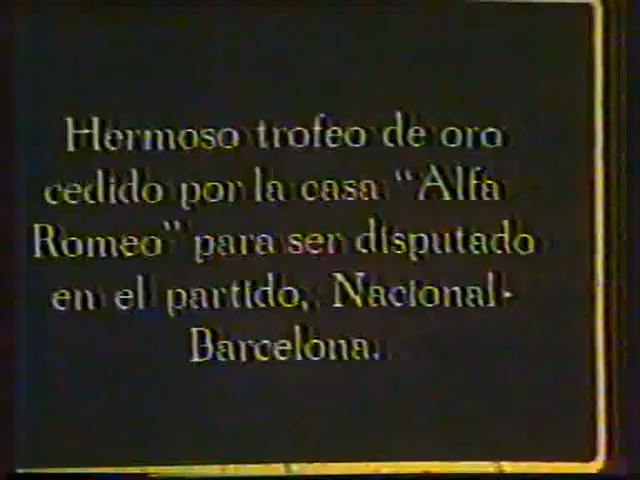 Hermoso trofeo de oro
cedido por la casa "Alfa
Romeo" para ser disputado
en el partido, Nacional-
Barcelona.